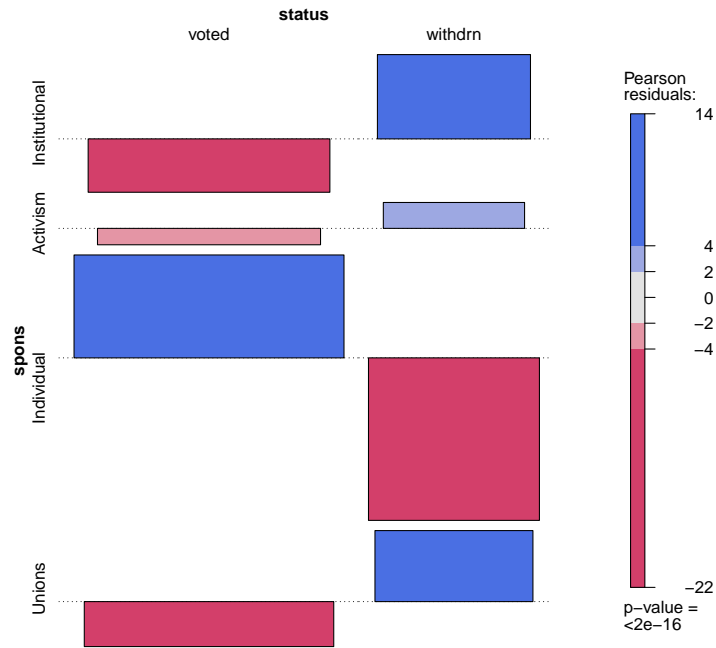 status
voted withdrn
spons
Institutional
Activism
Individual
Unions
Pearson
residuals:
14
4
2
0
−2
−4
−22
p−value =
<2e−16